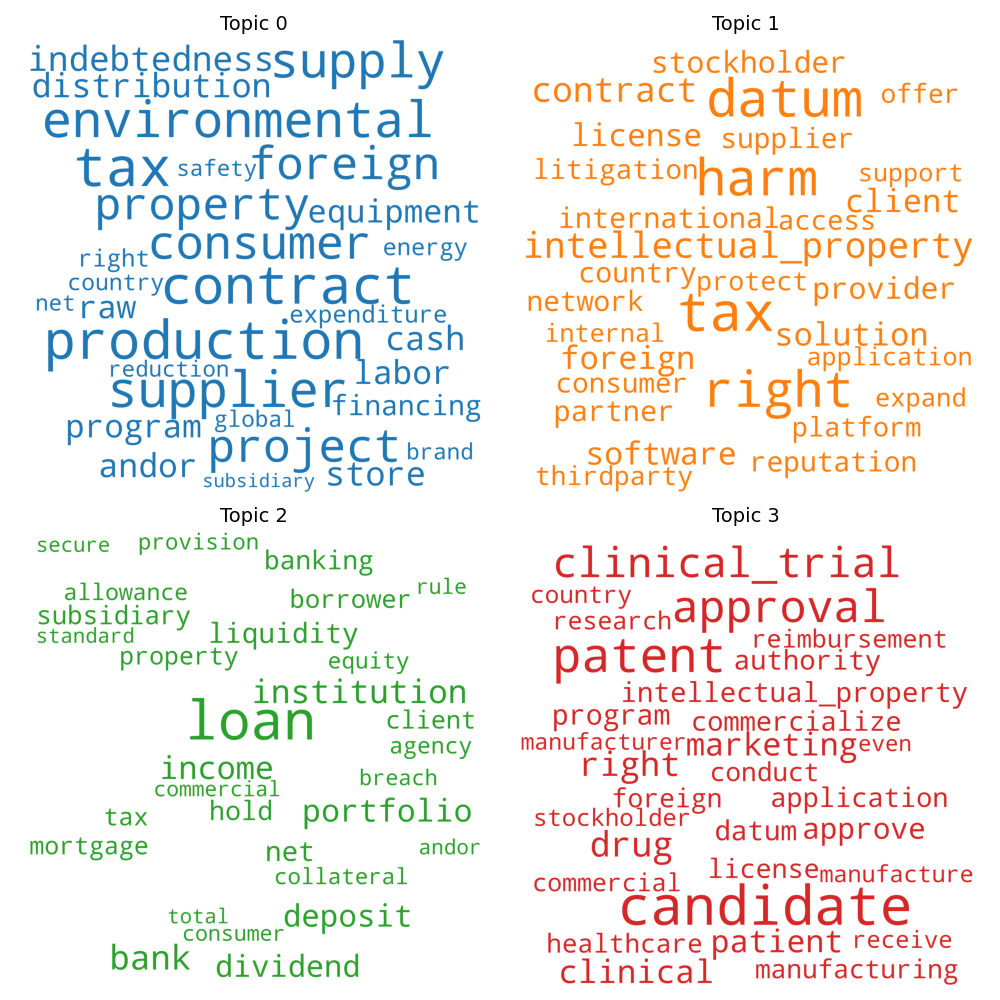 Topic 0
indebtedness supply
distribution
environmental
tax safety foreign
property equipment
consumer energy
right
country contract
net raw expenditure
production cash
reduction labor
supplier financing
program global
project brand
andor store
subsidiary
Topic 1
stockholder
contract datum offer
license supplier
litigation harm support
client
international access
intellectual_property
country protect provider
network tax
internal solution
foreign application
consumer right expand
partner platform
software reputation
thirdparty
Topic 2
secure provision
banking
allowance borrower rule
subsidiary
standard liquidity
property equity
institution
loan client
agency
income breach
commercial
tax hold portfolio
mortgage net andor
collateral
total deposit
consumer
bank dividend
Topic 3
clinical_trial
country approval
research
patent reimbursement
authority
intellectual_property
program commercialize
manufacturer marketing even
right conduct
foreign application
stockholder datum approve
drug
license manufacture
commercial
candidate
healthcare patient receive
clinical manufacturing